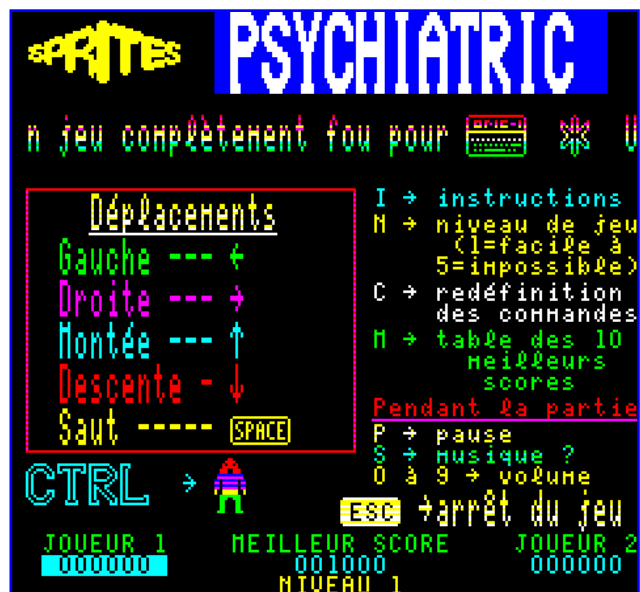 SPRITES PSYCHIATRIC
n jeu complètement fou pour U
Déplacements
Gauche --- ←
Droite --- →
Montée --- ↑
Descente - ↓
Saut ----- SPACE
CTRL →
I → instructions
N → niveau de jeu
(1=facile à
5=impossible)
C → redéfinition
des commandes
M → table des 10
meilleurs
scores
Pendant la partie
P → pause
S → musique ?
0 à 9 → volume
ESC →arrêt du jeu
JOUEUR 1 MEILLEUR SCORE JOUEUR 2
000000 001000 000000
NIVEAU 1